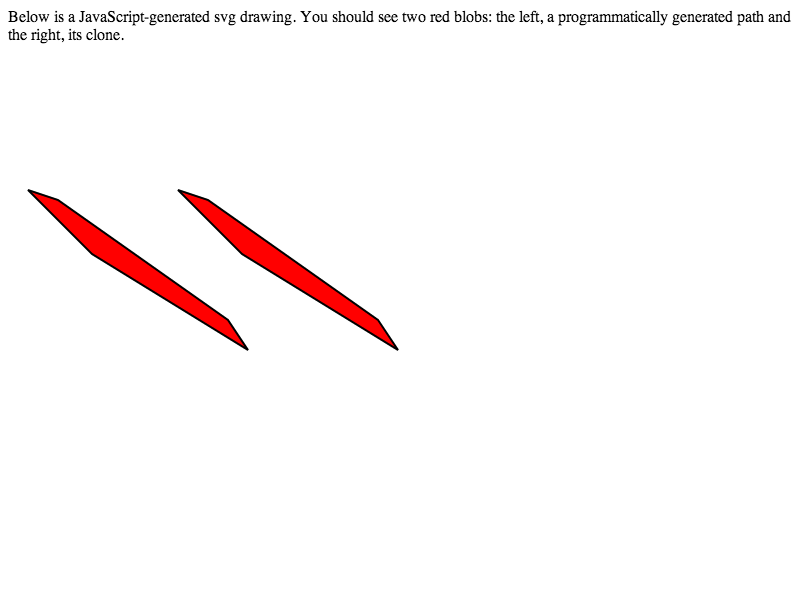 Below is a JavaScript-generated svg drawing. You should see two red blobs: the left, a programmatically generated path and
the right, its clone.